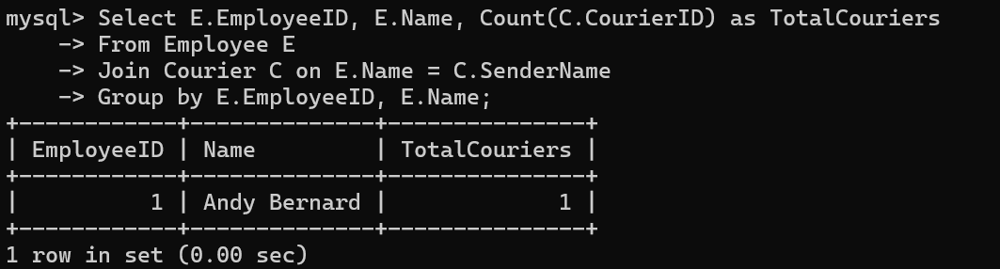 mysql> Select E.EmployeeID, E.Name, Count(C.CourierID) as TotalCouriers
    -> From Employee E
    -> Join Courier C on E.Name = C.SenderName
    -> Group by E.EmployeeID, E.Name;
+------------+--------------+---------------+
| EmployeeID | Name         | TotalCouriers |
+------------+--------------+---------------+
|          1 | Andy Bernard |             1 |
+------------+--------------+---------------+
1 row in set (0.00 sec)